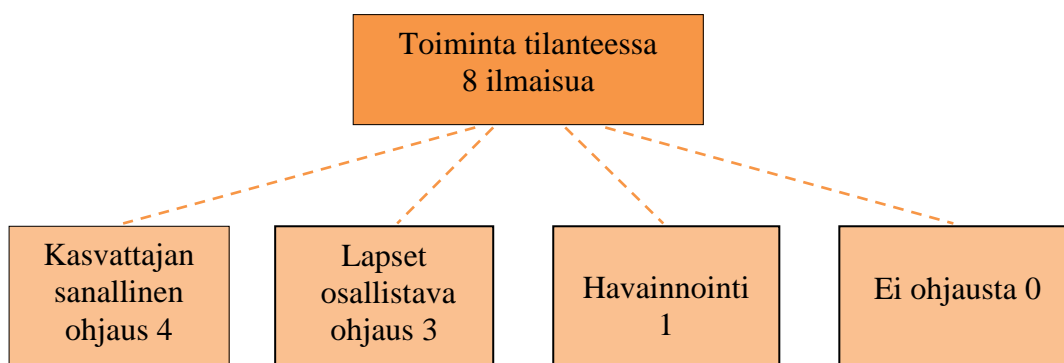 Toiminta tilanteessa
8 ilmaisua
Kasvattajan
sanallinen
ohjaus 4
Lapset
osallistava
ohjaus 3
Havainnointi
1
Ei ohjausta 0